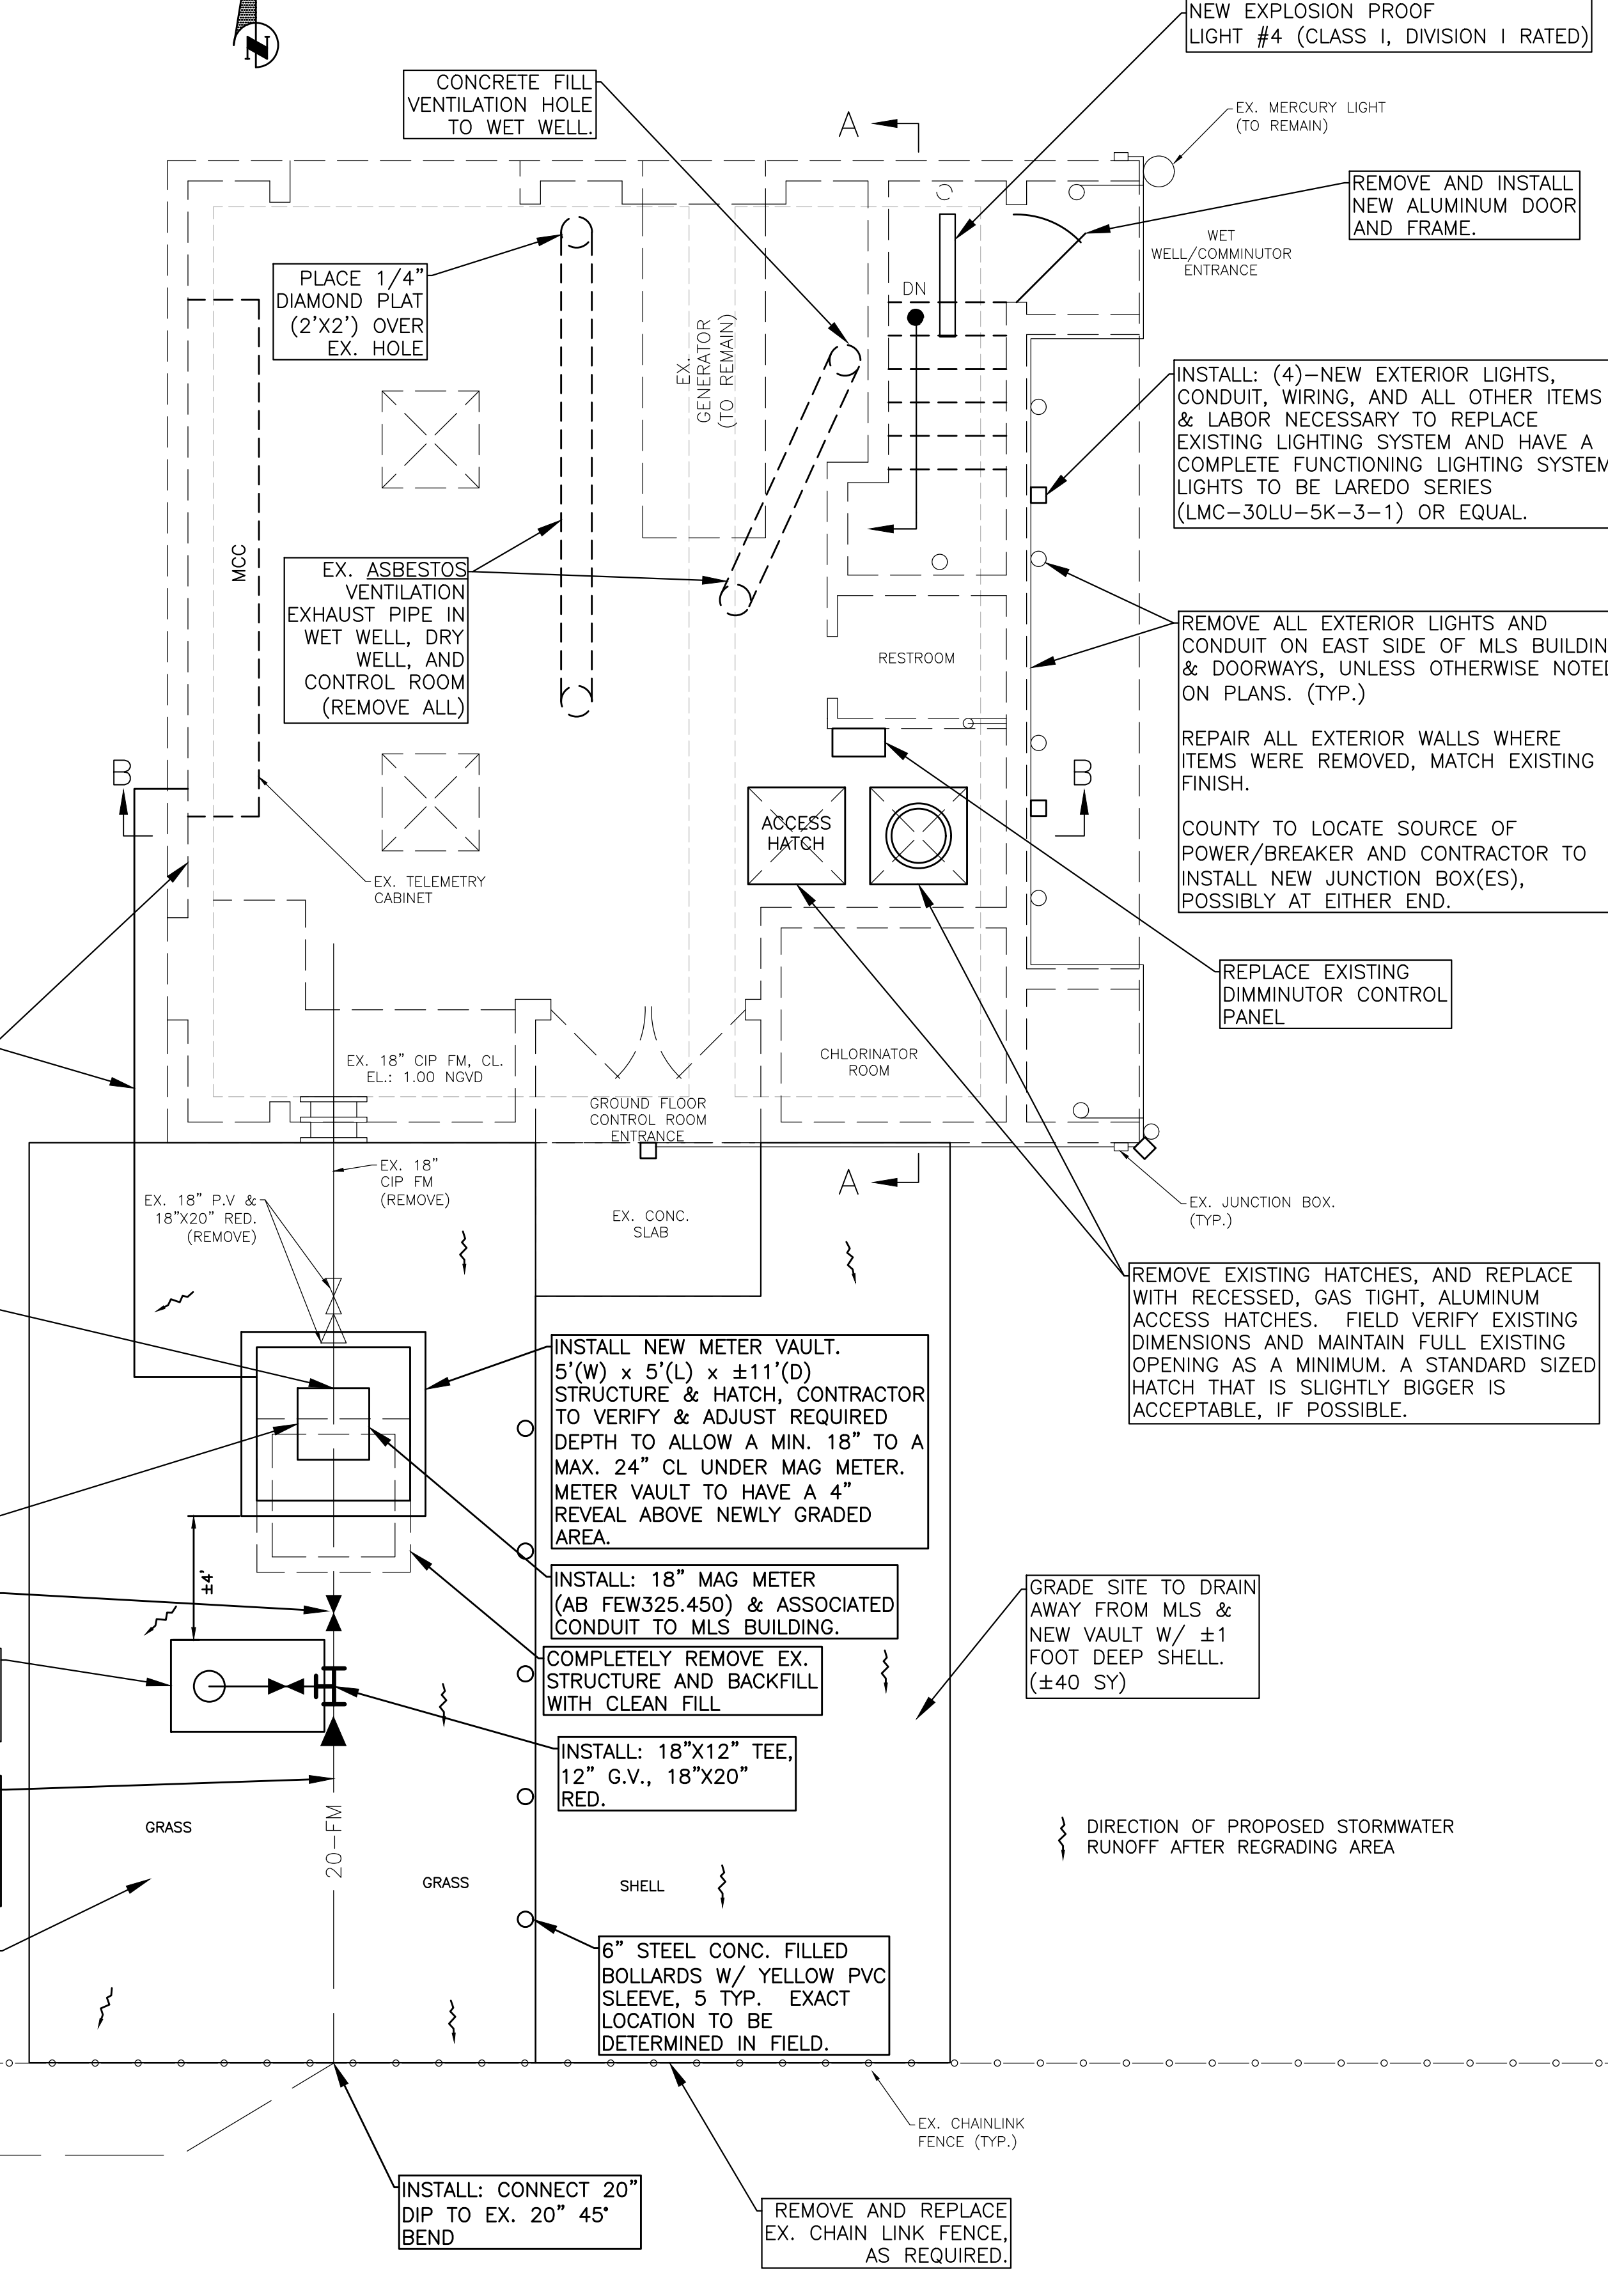 N
NEW EXPLOSION PROOF
LIGHT #4 (CLASS I, DIVISION I RATED)
CONCRETE FILL
VENTILATION HOLE
TO WET WELL.
A
EX. MERCURY LIGHT
(TO REMAIN)
REMOVE AND INSTALL
NEW ALUMINUM DOOR
AND FRAME.
WET
WELL/COMMINUTOR
ENTRANCE
PLACE 1/4"
DIAMOND PLAT
(2'X2') OVER
EX. HOLE
DN
EX.
GENERATOR
(TO REMAIN)
INSTALL: (4)-NEW EXTERIOR LIGHTS,
CONDUIT, WIRING, AND ALL OTHER ITEMS
& LABOR NECESSARY TO REPLACE
EXISTING LIGHTING SYSTEM AND HAVE A
COMPLETE FUNCTIONING LIGHTING SYSTEM
LIGHTS TO BE LAREDO SERIES
(LMC-30LU-5K-3-1) OR EQUAL.
MCC
EX. ASBESTOS
VENTILATION
EXHAUST PIPE IN
WET WELL, DRY
WELL, AND
CONTROL ROOM
(REMOVE ALL)
RESTROOM
REMOVE ALL EXTERIOR LIGHTS AND
CONDUIT ON EAST SIDE OF MLS BUILDIN
& DOORWAYS, UNLESS OTHERWISE NOTED
ON PLANS. (TYP.)
REPAIR ALL EXTERIOR WALLS WHERE
ITEMS WERE REMOVED, MATCH EXISTING
FINISH.
COUNTY TO LOCATE SOURCE OF
POWER/BREAKER AND CONTRACTOR TO
INSTALL NEW JUNCTION BOX(ES),
POSSIBLY AT EITHER END.
B
B
ACCESS
HATCH
EX. TELEMETRY
CABINET
REPLACE EXISTING
DIMMINUTOR CONTROL
PANEL
EX. 18" CIP FM, CL.
EL.: 1.00 NGVD
CHLORINATOR
ROOM
GROUND FLOOR
CONTROL ROOM
ENTRANCE
EX. 18"
CIP FM
(REMOVE)
A
EX. 18" P.V &
18"X20" RED.
(REMOVE)
EX. CONC.
SLAB
EX. JUNCTION BOX.
(TYP.)
REMOVE EXISTING HATCHES, AND REPLACE
WITH RECESSED, GAS TIGHT, ALUMINUM
ACCESS HATCHES. FIELD VERIFY EXISTING
DIMENSIONS AND MAINTAIN FULL EXISTING
OPENING AS A MINIMUM. A STANDARD SIZED
HATCH THAT IS SLIGHTLY BIGGER IS
ACCEPTABLE, IF POSSIBLE.
INSTALL NEW METER VAULT.
5'(W) x 5'(L) x ±11'(D)
STRUCTURE & HATCH, CONTRACTOR
TO VERIFY & ADJUST REQUIRED
DEPTH TO ALLOW A MIN. 18" TO A
MAX. 24" CL UNDER MAG METER.
METER VAULT TO HAVE A 4"
REVEAL ABOVE NEWLY GRADED
AREA.
±4'
INSTALL: 18" MAG METER
(AB FEW325.450) & ASSOCIATED
CONDUIT TO MLS BUILDING.
GRADE SITE TO DRAIN
AWAY FROM MLS &
NEW VAULT W/ ±1
FOOT DEEP SHELL.
(±40 SY)
COMPLETELY REMOVE EX.
STRUCTURE AND BACKFILL
WITH CLEAN FILL
INSTALL: 18"X12" TEE,
12" G.V., 18"X20"
RED.
GRASS
20-FM
GRASS
SHELL
DIRECTION OF PROPOSED STORMWATER
RUNOFF AFTER REGRADING AREA
6" STEEL CONC. FILLED
BOLLARDS W/ YELLOW PVC
SLEEVE, 5 TYP. EXACT
LOCATION TO BE
DETERMINED IN FIELD.
EX. CHAINLINK
FENCE (TYP.)
INSTALL: CONNECT 20"
DIP TO EX. 20" 45°
BEND
REMOVE AND REPLACE
EX. CHAIN LINK FENCE,
AS REQUIRED.